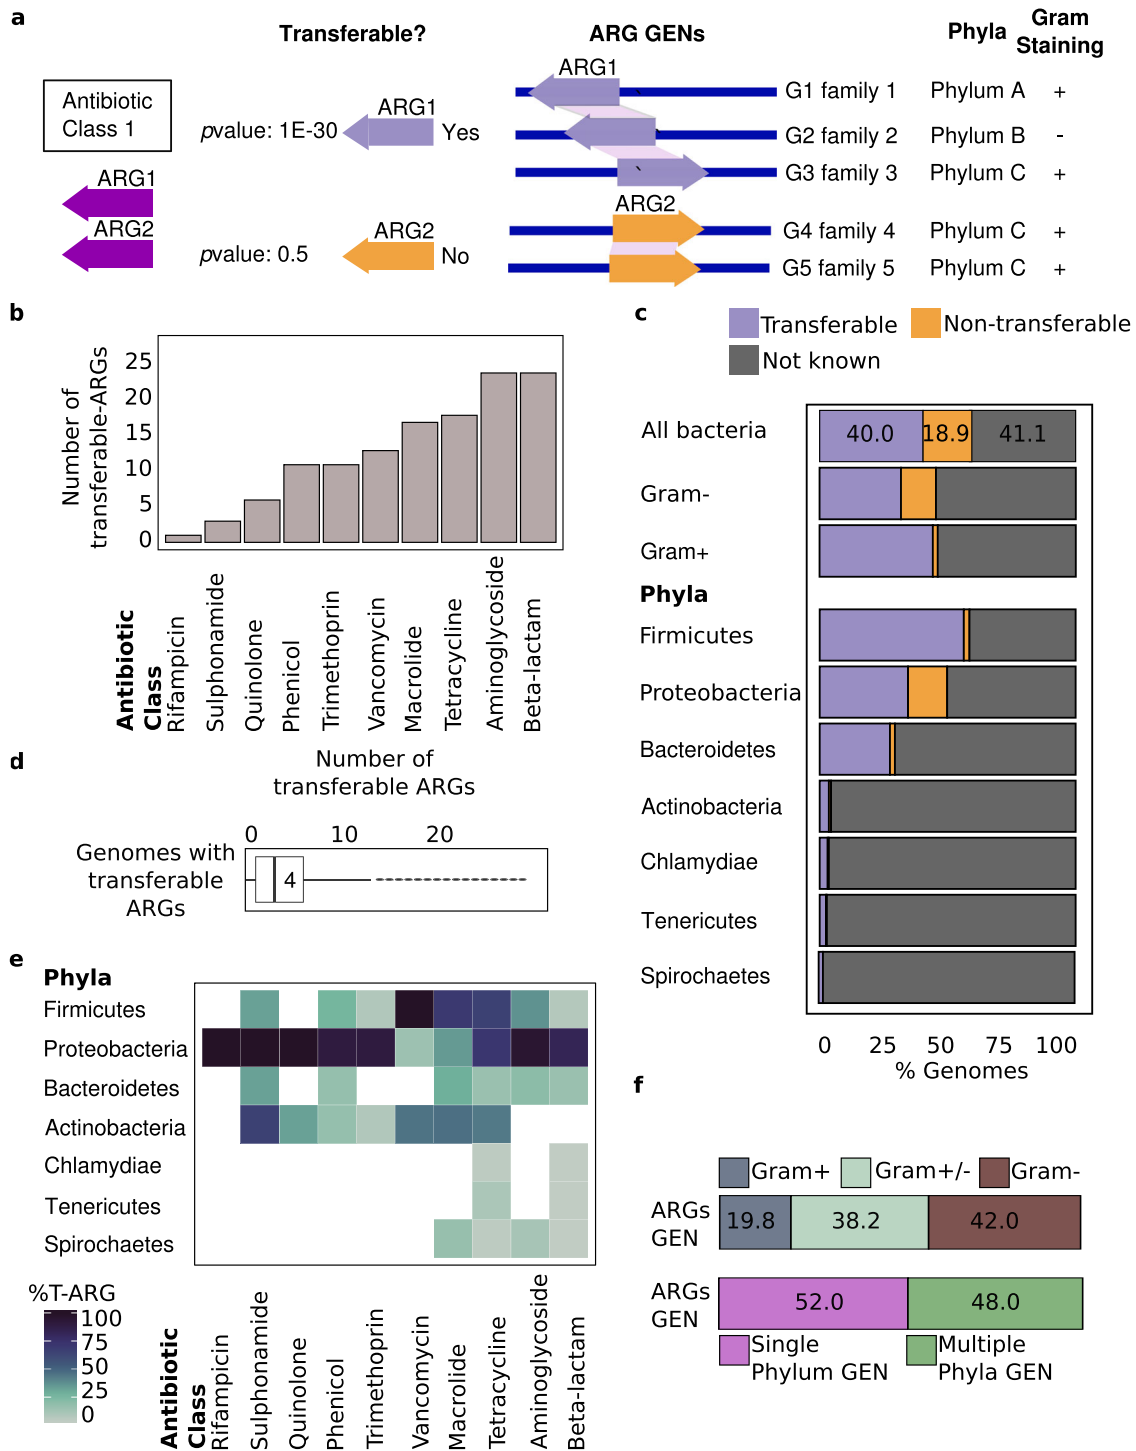 a
Transferable?
ARG GENs
Phyla
Gram
Staining
Antibiotic
Class 1
ARG1
ARG2
pvalue: 1E-30
ARG1
Yes
pvalue: 0.5
ARG2
No
ARG1
G1 family 1
Phylum A
+
G2 family 2
Phylum B
-
G3 family 3
Phylum C
+
ARG2
G4 family 4
Phylum C
+
G5 family 5
Phylum C
+
b
Number of
transferable-ARGs
25
20
15
10
5
0
Antibiotic
Class
Rifampicin
Sulphonamide
Quinolone
Phenicol
Trimethoprin
Vancomycin
Macrolide
Tetracycline
Aminoglycoside
Beta-lactam
c
Transferable
Non-transferable
Not known
All bacteria
40.0
18.9
41.1
Gram-
Gram+
Phyla
Firmicutes
Proteobacteria
Bacteroidetes
Actinobacteria
Chlamydiae
Tenericutes
Spirochaetes
0 25 50 75 100
% Genomes
d
Number of
transferable ARGs
0 10 20
Genomes with
transferable
ARGs
4
e
Phyla
Firmicutes
Proteobacteria
Bacteroidetes
Actinobacteria
Chlamydiae
Tenericutes
Spirochaetes
%T-ARG
100
75
50
25
0
Antibiotic
Class
Rifampicin
Sulphonamide
Quinolone
Phenicol
Trimethoprin
Vancomycin
Macrolide
Tetracycline
Aminoglycoside
Beta-lactam
f
Gram+
Gram+/-
Gram-
ARGs
GEN
19.8
38.2
42.0
ARGs
GEN
52.0
48.0
Single
Phylum GEN
Multiple
Phyla GEN